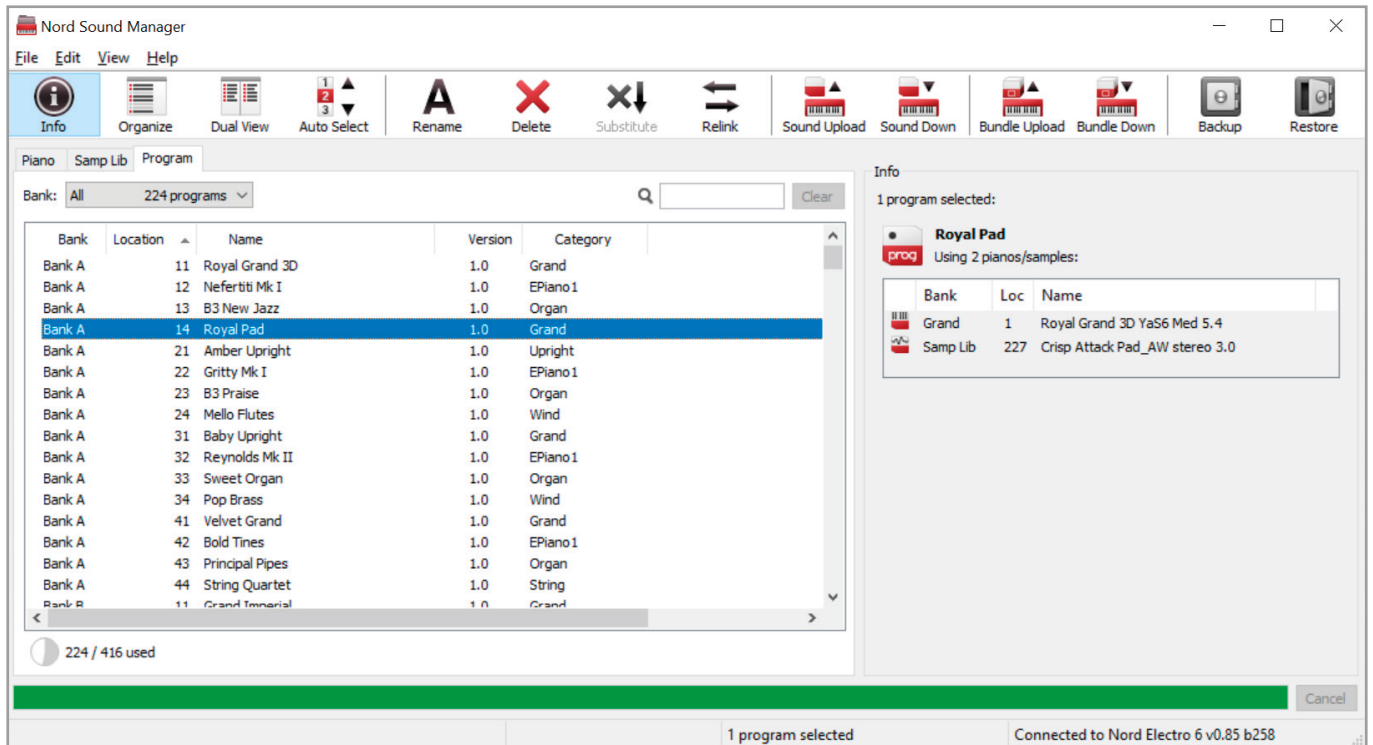 Nord Sound Manager
File Edit View Help
1
2
3
Info Organize Dual View Auto Select Rename Delete Substitute Relink Sound Upload Sound Down Bundle Upload Bundle Down Backup Restore
Piano Samp Lib Program
Bank: All 224 programs Clear
Bank Location Name Version Category
Bank A 11 Royal Grand 3D 1.0 Grand
Bank A 12 Nefertiti Mk I 1.0 EPiano1
Bank A 13 B3 New Jazz 1.0 Organ
Bank A 14 Royal Pad 1.0 Grand
Bank A 21 Amber Upright 1.0 Upright
Bank A 22 Gritty Mk I 1.0 EPiano1
Bank A 23 B3 Praise 1.0 Organ
Bank A 24 Mello Flutes 1.0 Wind
Bank A 31 Baby Upright 1.0 Grand
Bank A 32 Reynolds Mk II 1.0 EPiano1
Bank A 33 Sweet Organ 1.0 Organ
Bank A 34 Pop Brass 1.0 Wind
Bank A 41 Velvet Grand 1.0 Grand
Bank A 42 Bold Tines 1.0 EPiano1
Bank A 43 Principal Pipes 1.0 Organ
Bank A 44 String Quartet 1.0 String
Bank B 11 Grand Imperial 1.0 Grand
224 / 416 used
Info
1 program selected:
prog
Royal Pad
Using 2 pianos/samples:
Bank Loc Name
Grand 1 Royal Grand 3D YaS6 Med 5.4
Samp Lib 227 Crisp Attack Pad_AW stereo 3.0
Cancel
1 program selected Connected to Nord Electro 6 v0.85 b258